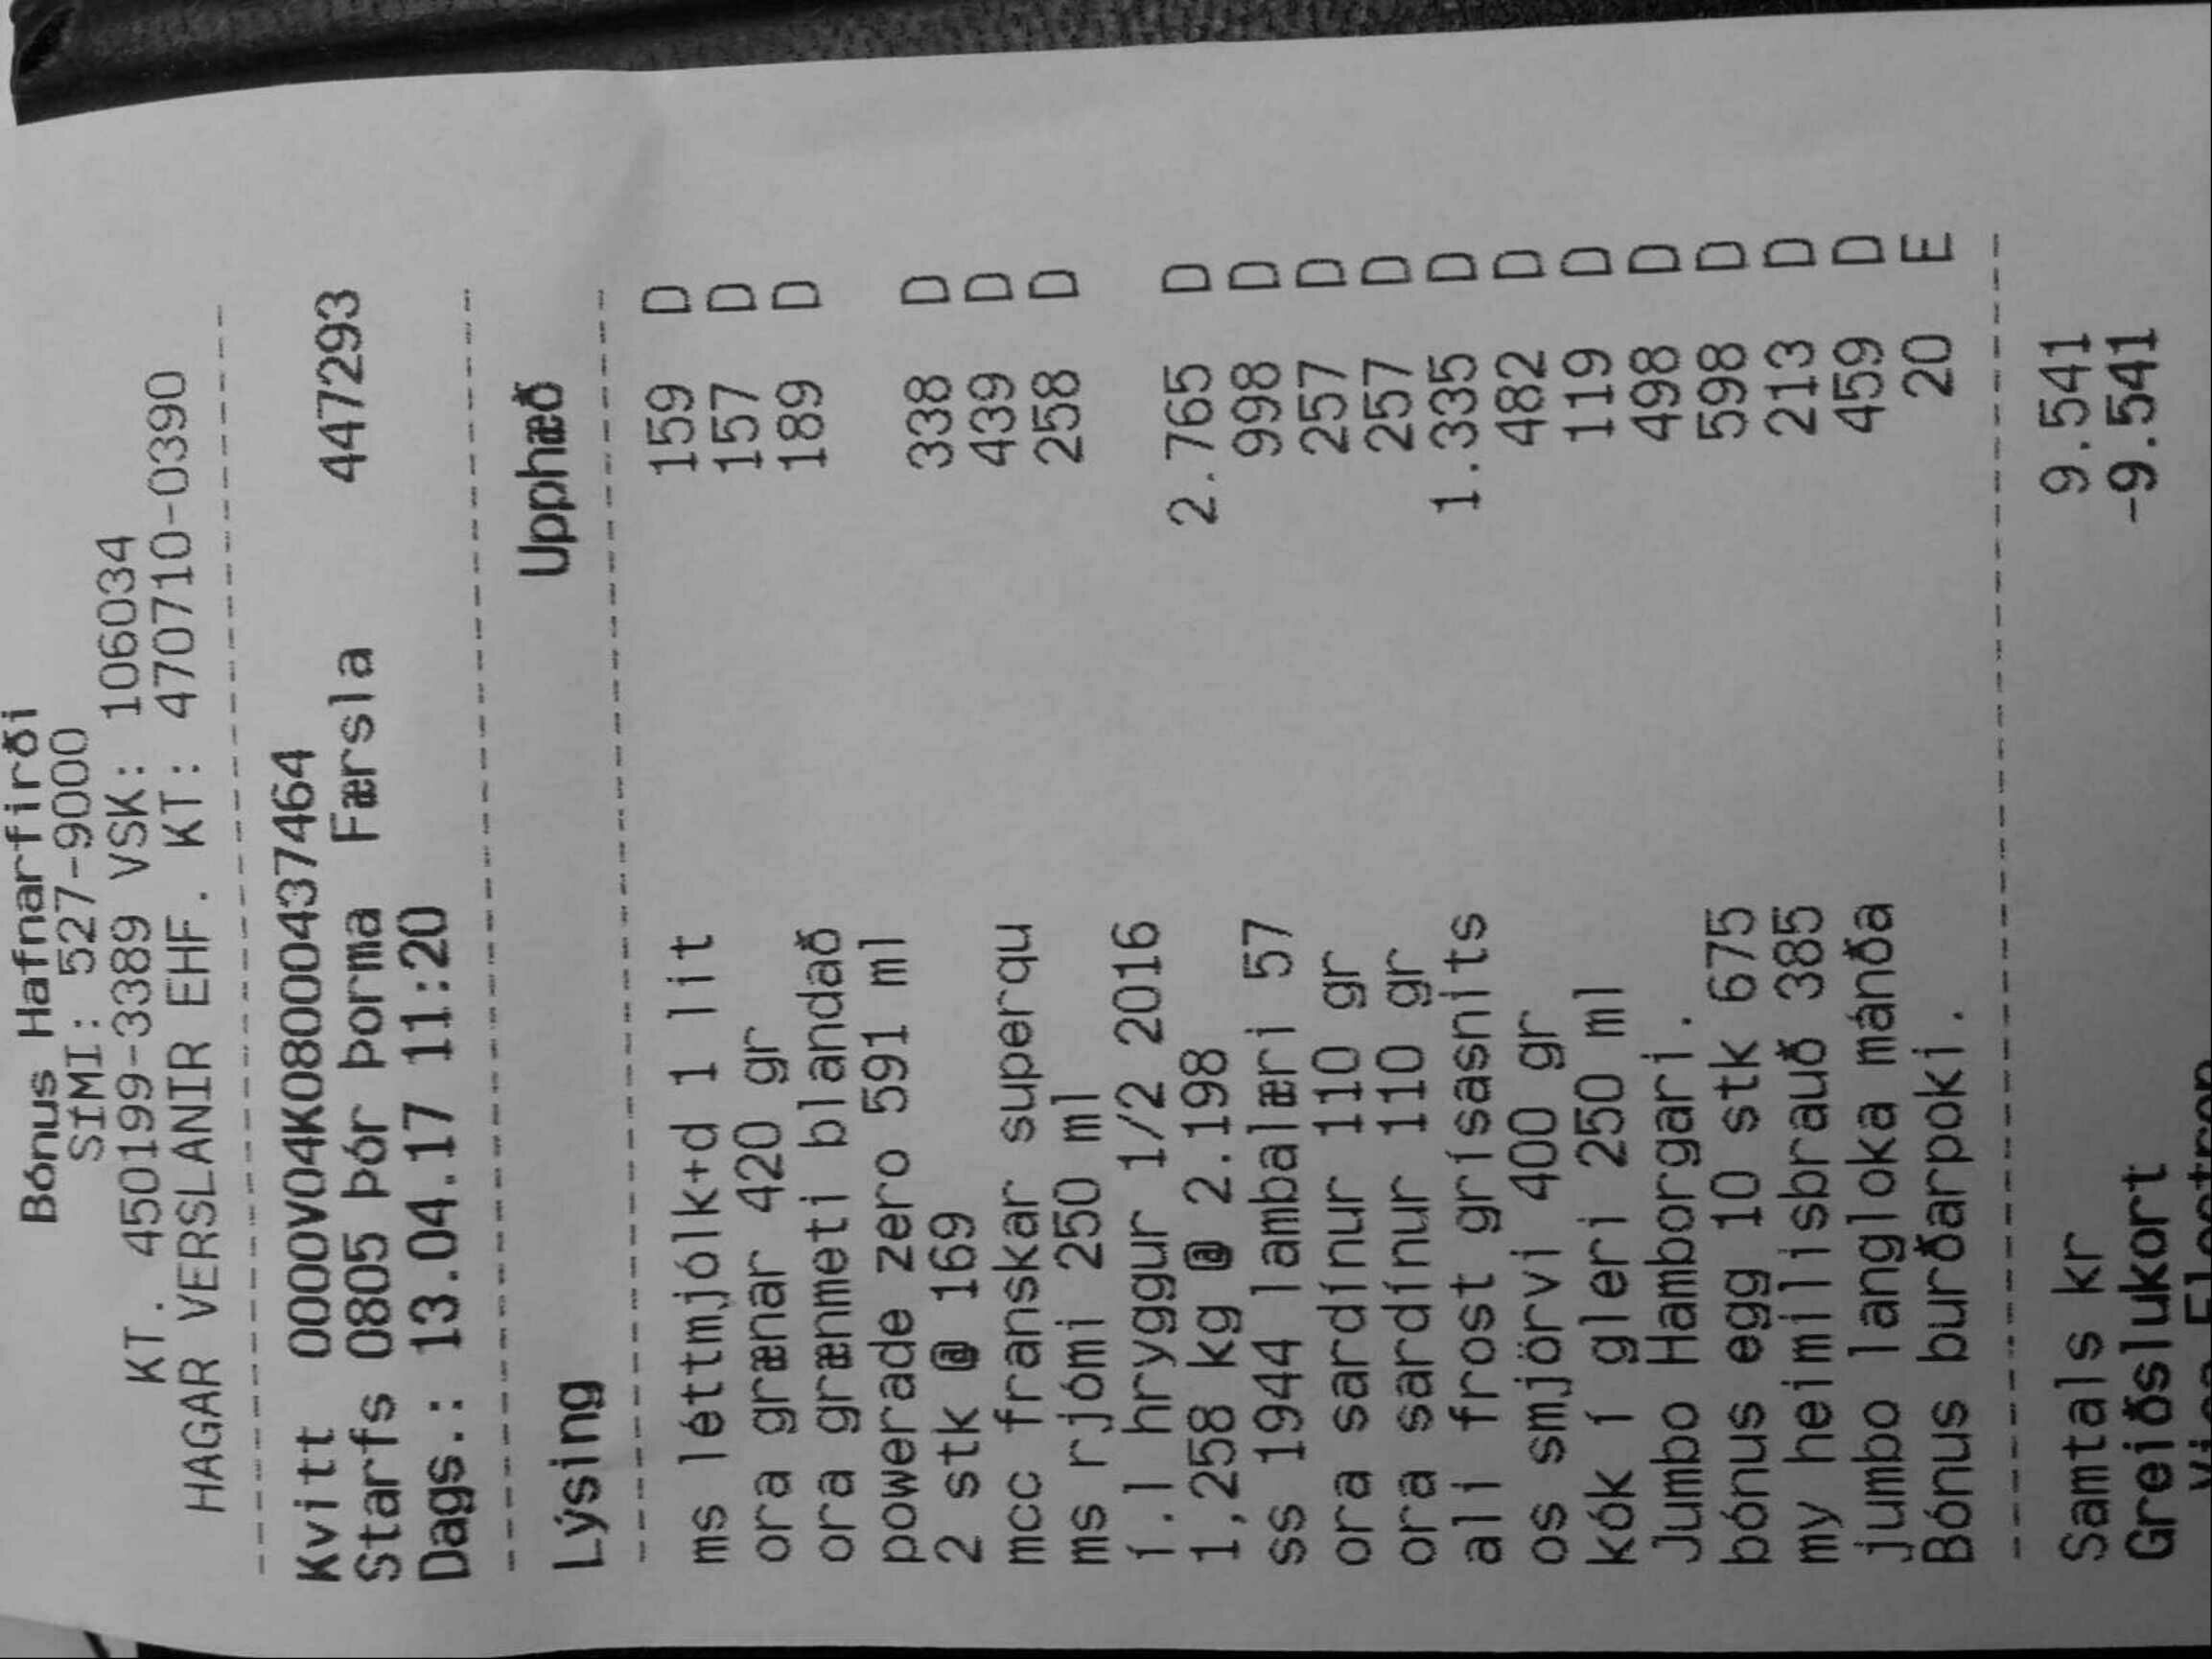 Bónus Hafnarfirði
SÍMI: 527-9000
KT. 450199-3389 VSK: 106034
HAGAR VERSLANIR EHF. KT: 470710-0390
Kvitt 0000V04K0800000437464
Starfs 0805 Þór Þorma Færsla 447293
Dags.: 13.04.17 11:20
Lýsing Upphæð
ms léttmjólk+d 1 lit 159 D
ora grænar 420 gr 157 D
ora grænmeti blandað 189 D
powerade zero 591 ml
2 stk @ 169 338 D
mcc franskar superqu 439 D
ms rjómi 250 ml 258 D
í.l hryggur 1/2 2016
1,258 kg @ 2.198 2.765 D
ss 1944 lambalæri 57 998 D
ora sardínur 110 gr 257 D
ora sardínur 110 gr 257 D
ali frost grísasnits 1.335 D
os smjörvi 400 gr 482 D
kók í gleri 250 ml 119 D
Jumbo Hamborgari. 498 D
bónus egg 10 stk 675 598 D
my heimilisbrauð 385 213 D
jumbo langloka mánða 459 D
Bónus burðarpoki. 20 E
Samtals kr 9.541
Greiðslukort -9.541